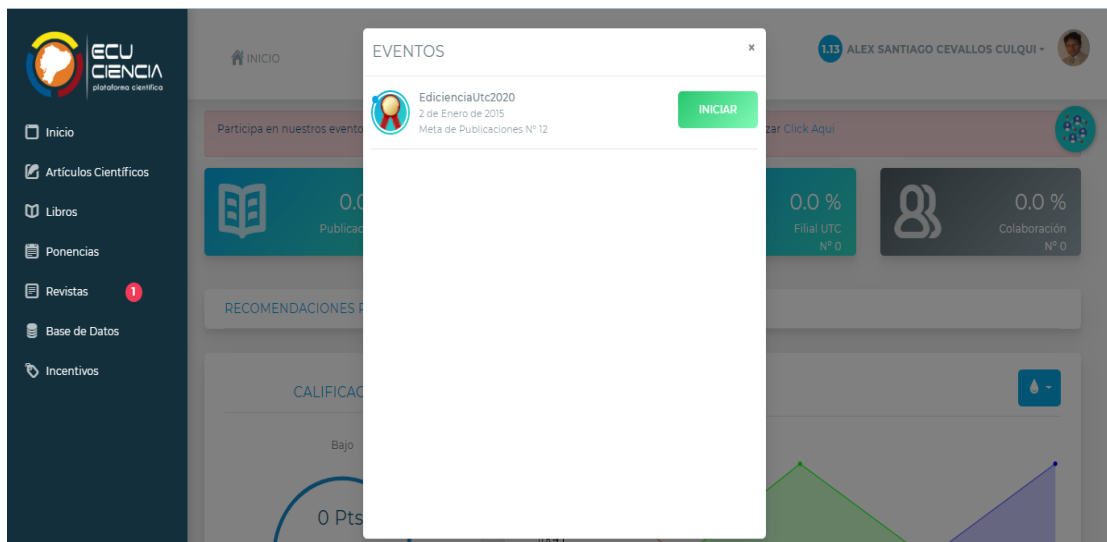 ECU
CIENCIA
plataforma científica
Inicio
Artículos Científicos
Libros
Ponencias
Revistas
1
Base de Datos
Incentivos
INICIO
1.13 ALEX SANTIAGO CEVALLOS CULQUI
EVENTOS
x
EdicienciaUtc2020
2 de Enero de 2015
Meta de Publicaciones N° 12
INICIAR
Participa en nuestros evento
zar Click Aqui
0.0
Publicac
0.0 %
Filial UTC
N° 0
0.0 %
Colaboración
N° 0
RECOMENDACIONES
CALIFICAC
Bajo
0 Pts